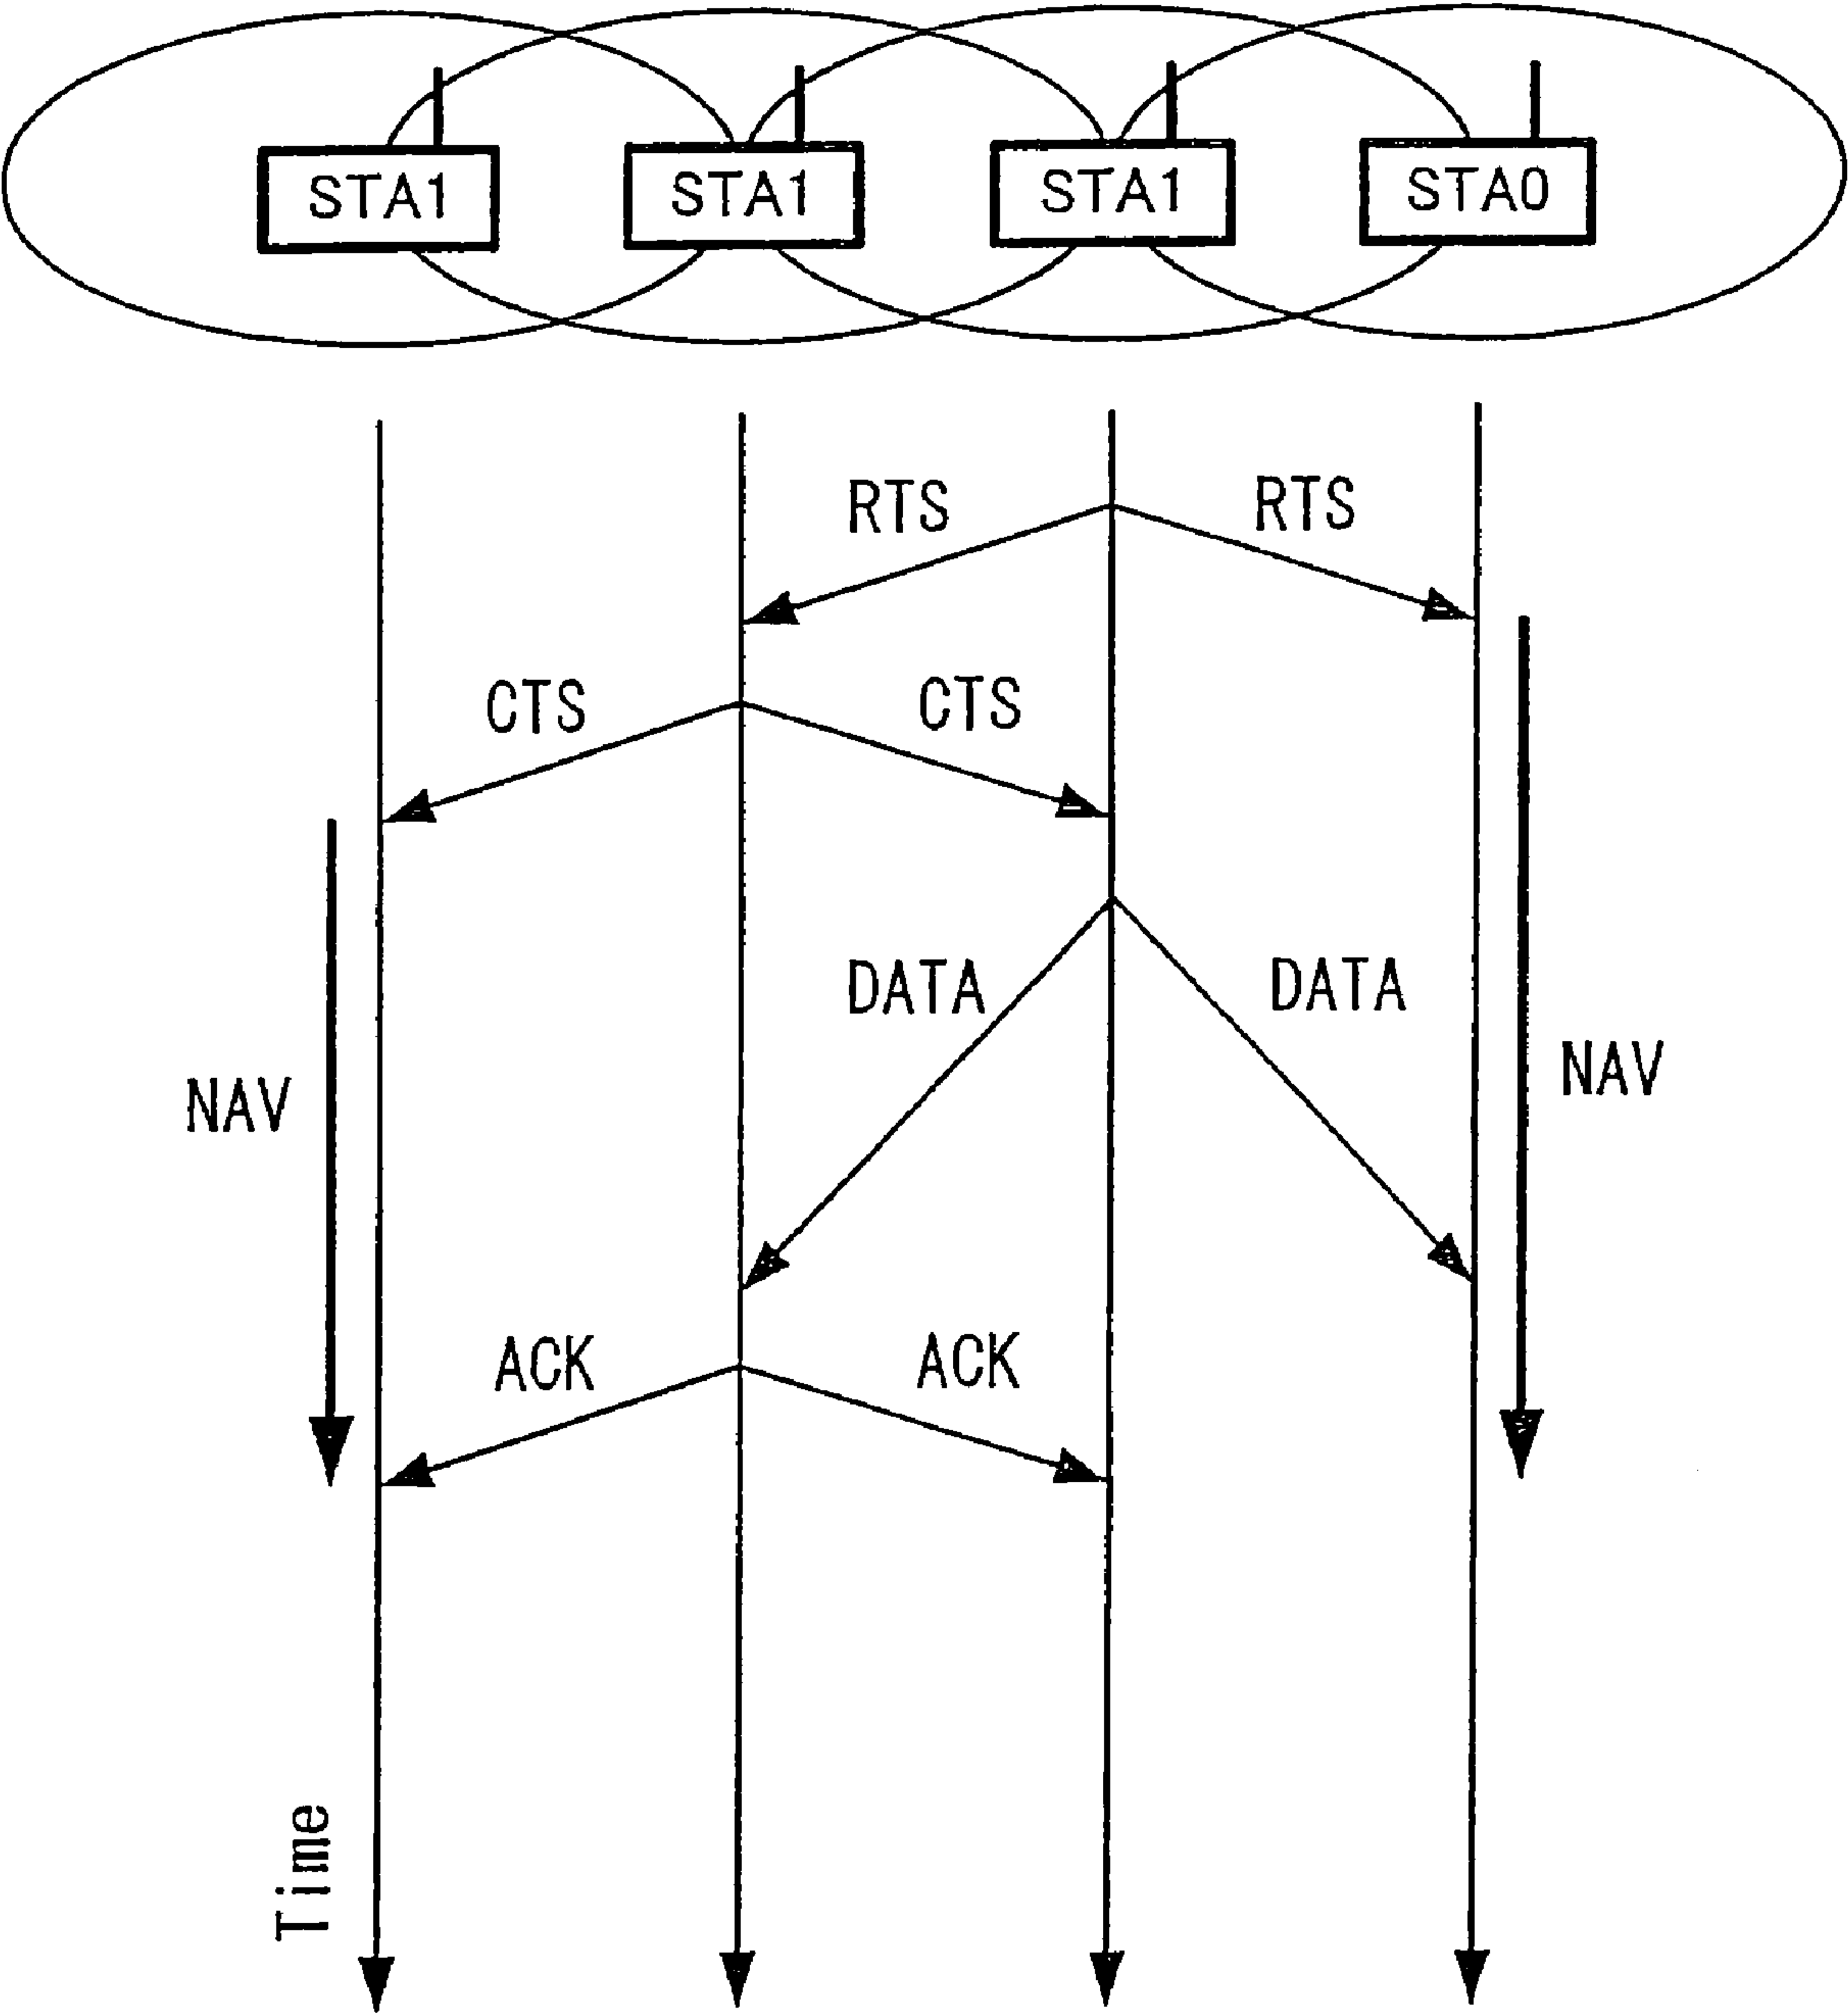 STA1 STA1 STA1 STA0
RTS RTS
CTS CTS
DATA DATA
NAV NAV
ACK ACK
Time